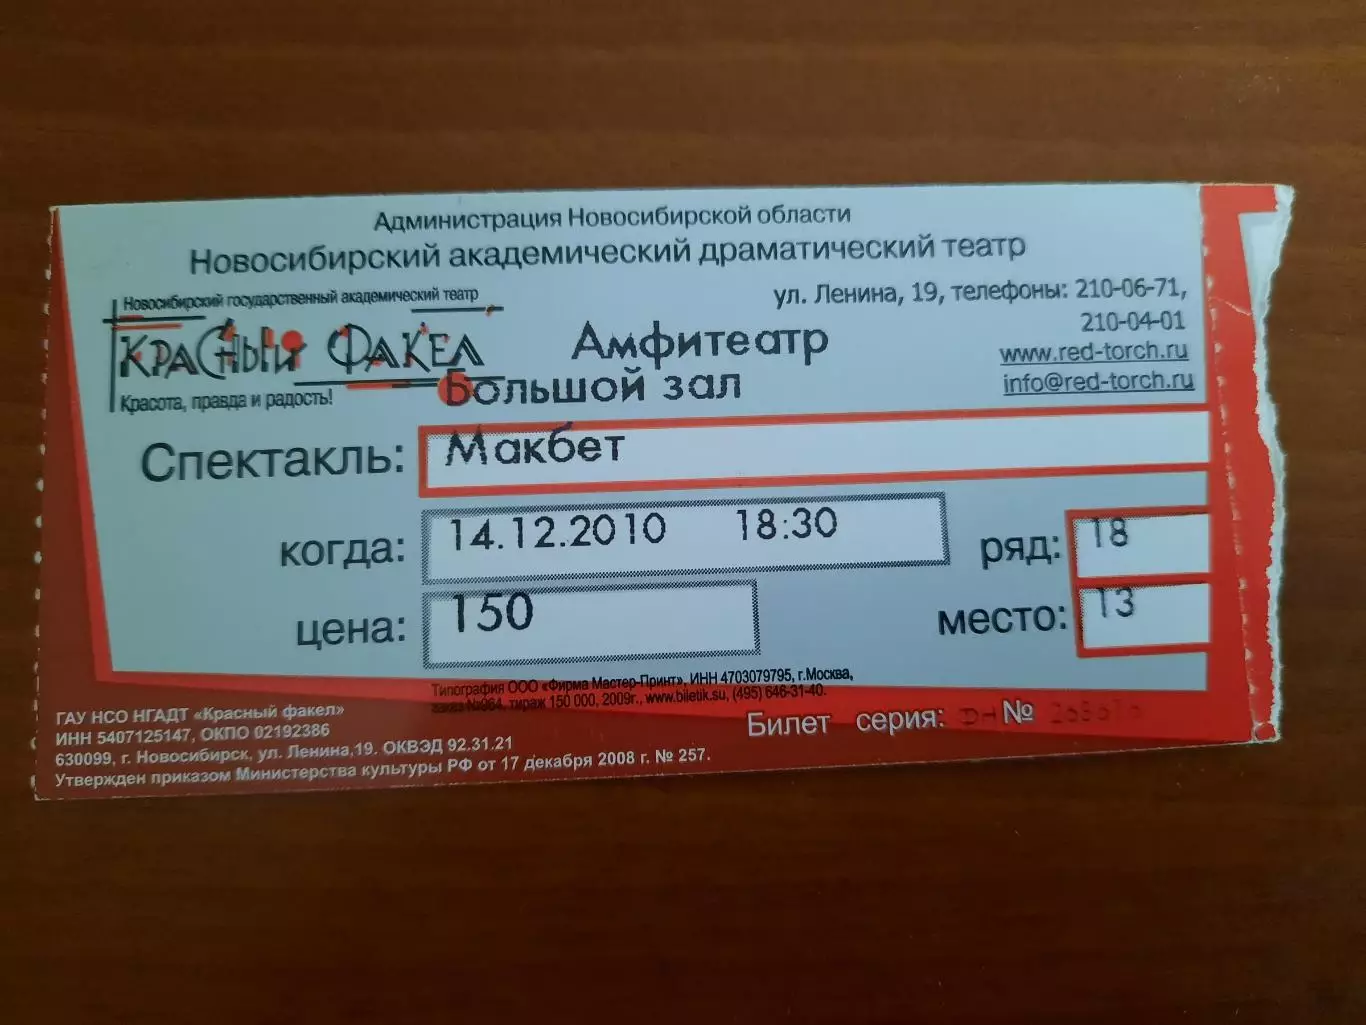 Администрация Новосибирской области
Новосибирский академический драматический театр
Новосибирский государственный академический театр
КРАСНЫЙ ФАКЕЛ
Красота, правда и радость!
ул. Ленина, 19, телефоны: 210-06-71,
210-04-01
www.red-torch.ru
info@red-torch.ru
Амфитеатр
Большой зал
Спектакль: Макбет
когда: 14.12.2010 18:30
ряд: 18
цена: 150
место: 13
Типография ООО «Фирма Мастер-Принт», ИНН 4703079795, г.Москва,
заказ №964, тираж 150 000, 2009г., www.biletik.su, (495) 646-31-40.
Билет серия: №
ГАУ НСО НГАДТ «Красный факел»
ИНН 5407125147, ОКПО 02192386
630099, г. Новосибирск, ул. Ленина,19. ОКВЭД 92.31.21
Утвержден приказом Министерства культуры РФ от 17 декабря 2008 г. № 257.